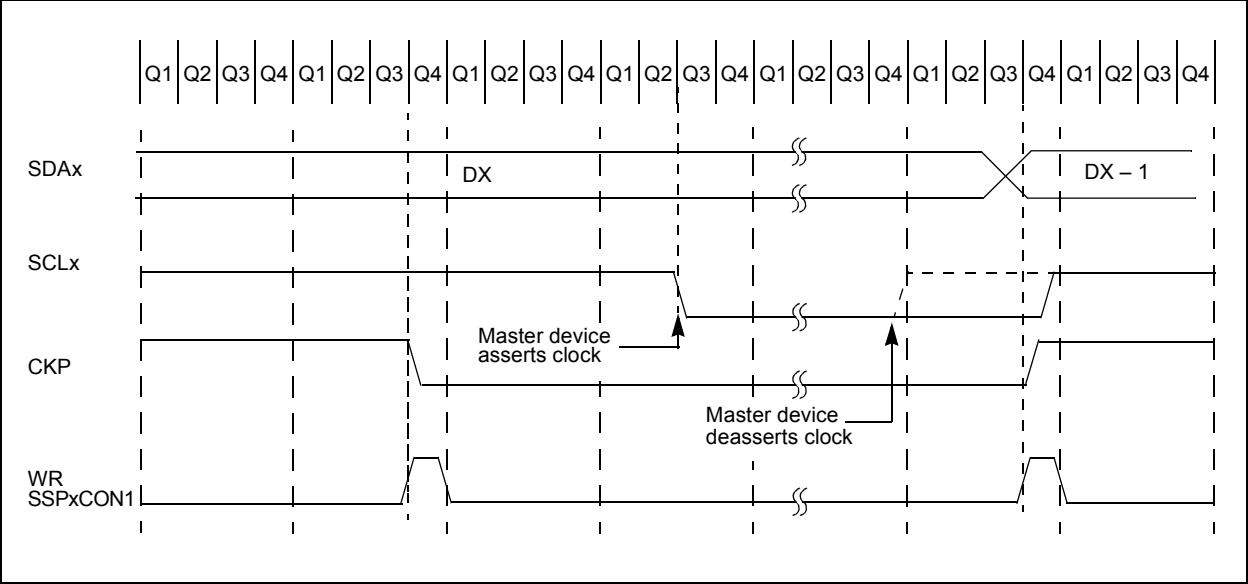 Q1 Q2 Q3 Q4 Q1 Q2 Q3 Q4 Q1 Q2 Q3 Q4 Q1 Q2 Q3 Q4 Q1 Q2 Q3 Q4 Q1 Q2 Q3 Q4 Q1 Q2 Q3 Q4
SDAx
DX
DX – 1
SCLx
Master device
asserts clock
CKP
Master device
deasserts clock
WR
SSPxCON1